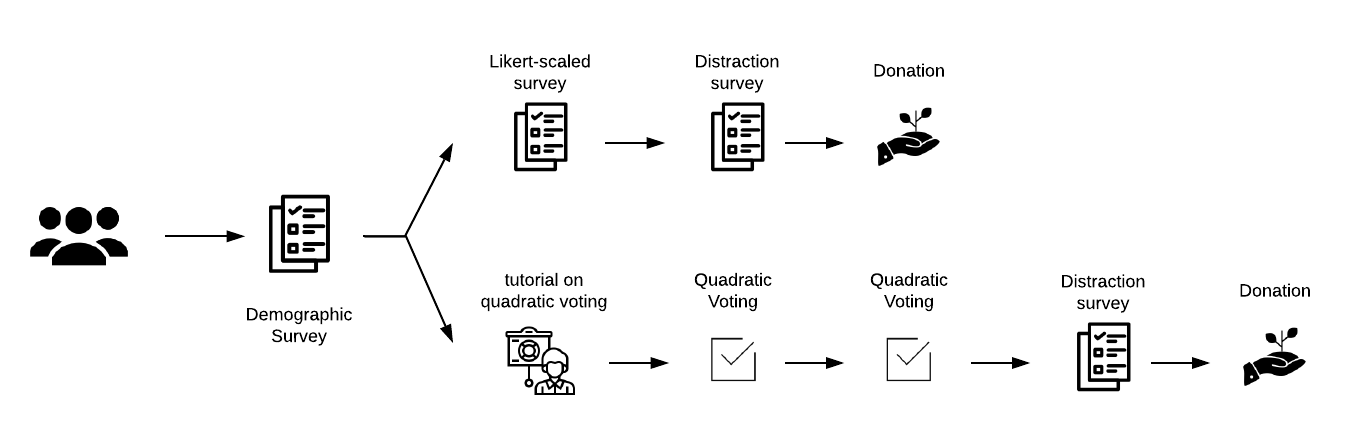 Likert-scaled
survey
Distraction
survey
Donation
Demographic
Survey
tutorial on
quadratic voting
Quadratic
Voting
Quadratic
Voting
Distraction
survey
Donation